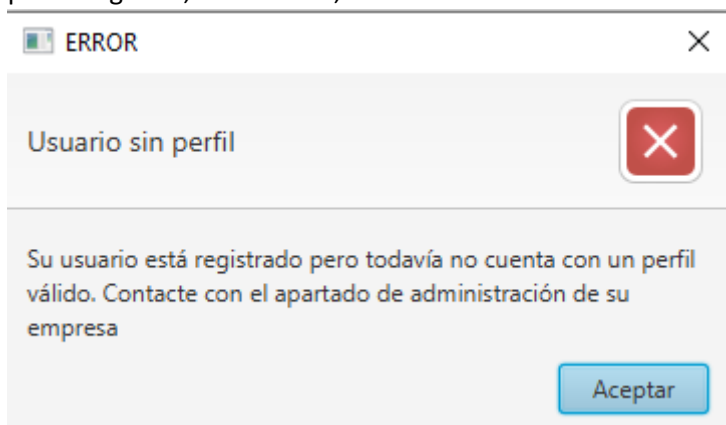 ERROR
Usuario sin perfil
Su usuario está registrado pero todavía no cuenta con un perfil
válido. Contacte con el apartado de administración de su
empresa
Aceptar